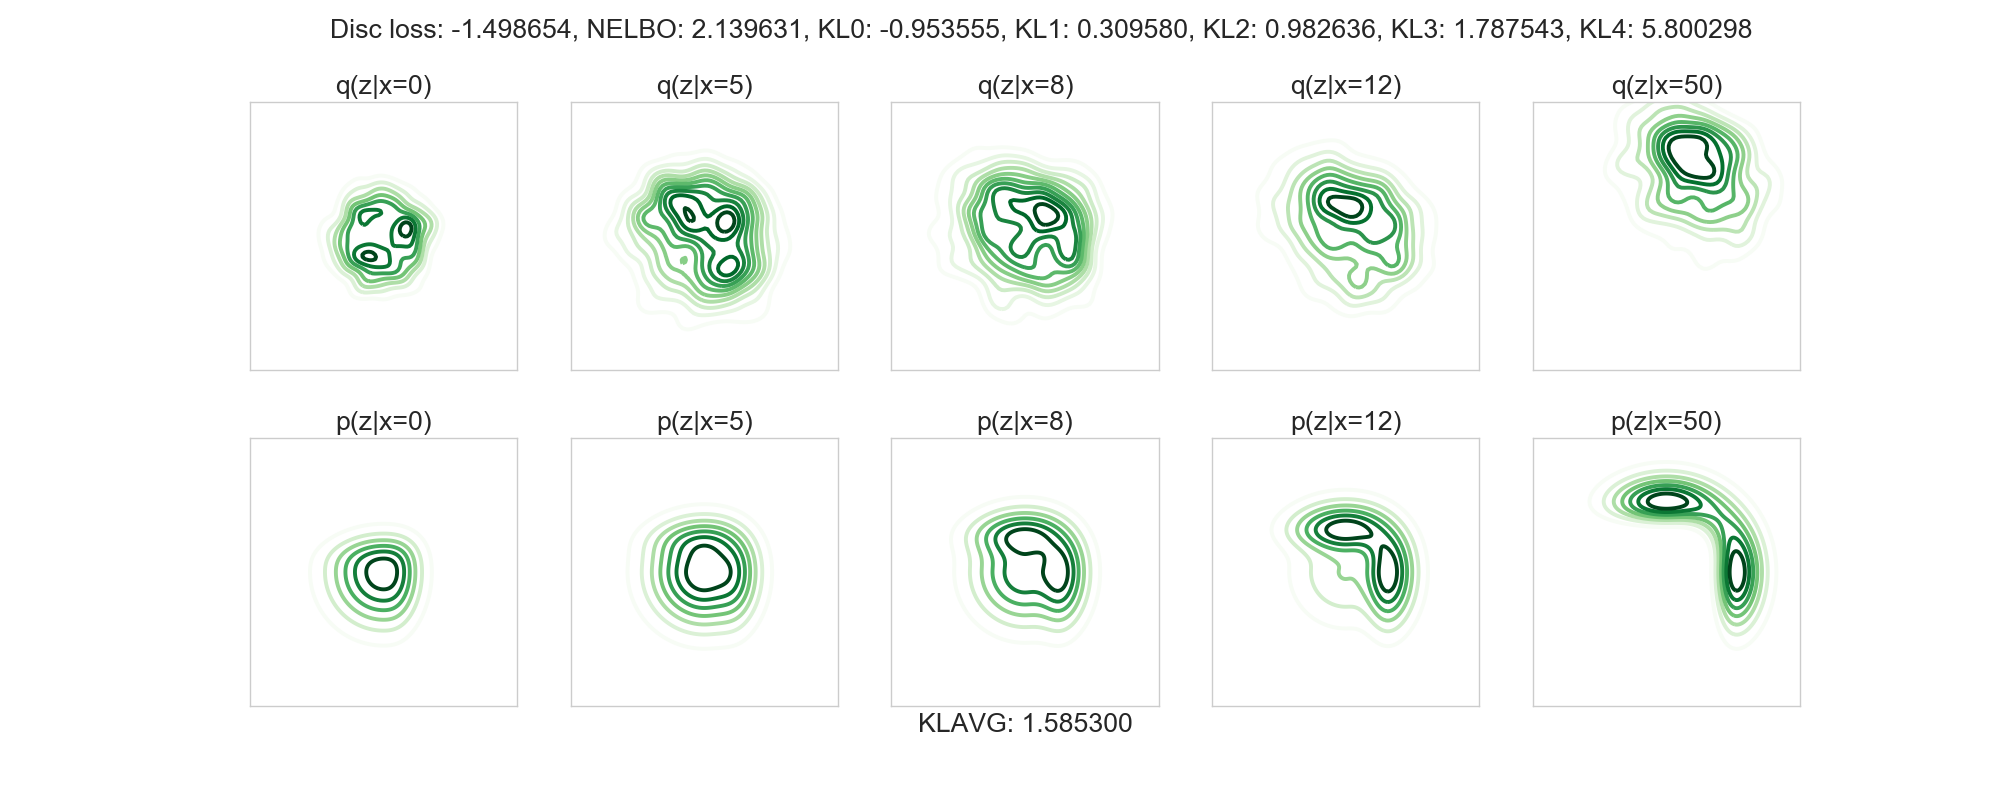 Disc loss: -1.498654, NELBO: 2.139631, KL0: -0.953555, KL1: 0.309580, KL2: 0.982636, KL3: 1.787543, KL4: 5.800298
q(z|x=0) q(z|x=5) q(z|x=8) q(z|x=12) q(z|x=50)
p(z|x=0) p(z|x=5) p(z|x=8) p(z|x=12) p(z|x=50)
KLAVG: 1.585300